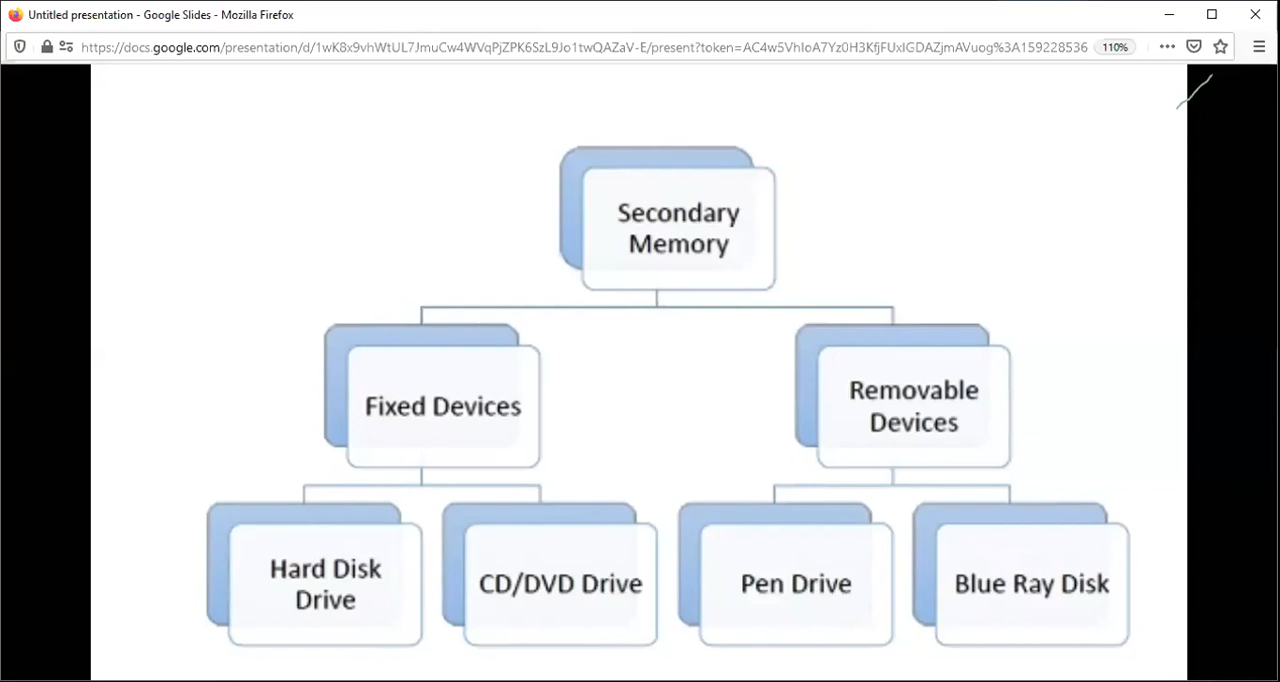 Untitled presentation - Google Slides - Mozilla Firefox
https://docs.google.com/presentation/d/1wK8x9vhWtUL7JmuCw4WVqPjZPK6SzL9Jo1twQAZaV-E/present?token=AC4w5VhIoA7Yz0H3KfjFUxIGDAZjmAVuog%3A159228536
110%
Secondary
Memory
Fixed Devices
Removable
Devices
Hard Disk
Drive
CD/DVD Drive
Pen Drive
Blue Ray Disk